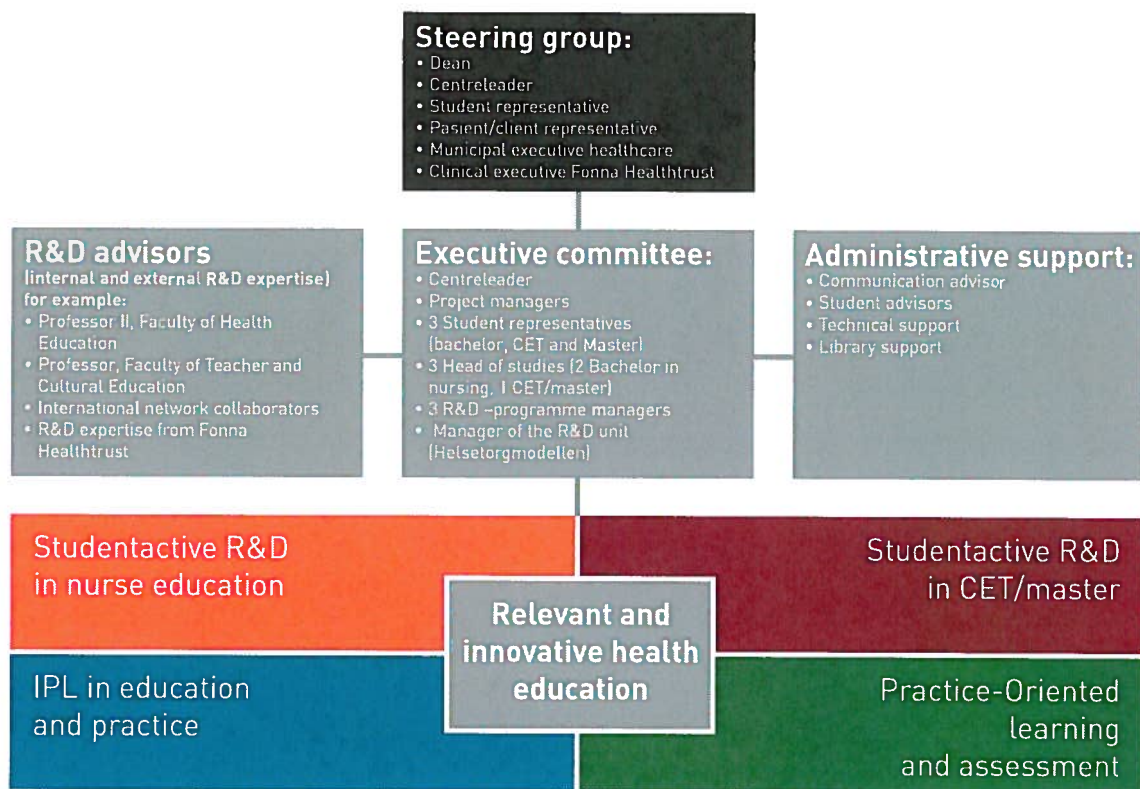 Steering group:
• Dean
• Centreleader
• Student representative
• Pasient/client representative
• Municipal executive healthcare
• Clinical executive Fonna Healthtrust
R&D advisors
(internal and external R&D expertise)
for example:
• Professor II, Faculty of Health
Education
• Professor, Faculty of Teacher and
Cultural Education
• International network collaborators
• R&D expertise from Fonna
Healthtrust
Executive committee:
• Centreleader
• Project managers
• 3 Student representatives
(bachelor, CET and Master)
• 3 Head of studies (2 Bachelor in
nursing, 1 CET/master)
• 3 R&D –programme managers
• Manager of the R&D unit
(Helsetorgmodellen)
Administrative support:
• Communication advisor
• Student advisors
• Technical support
• Library support
Studentactive R&D
in nurse education
Studentactive R&D
in CET/master
Relevant and
innovative health
education
IPL in education
and practice
Practice-Oriented
learning
and assessment